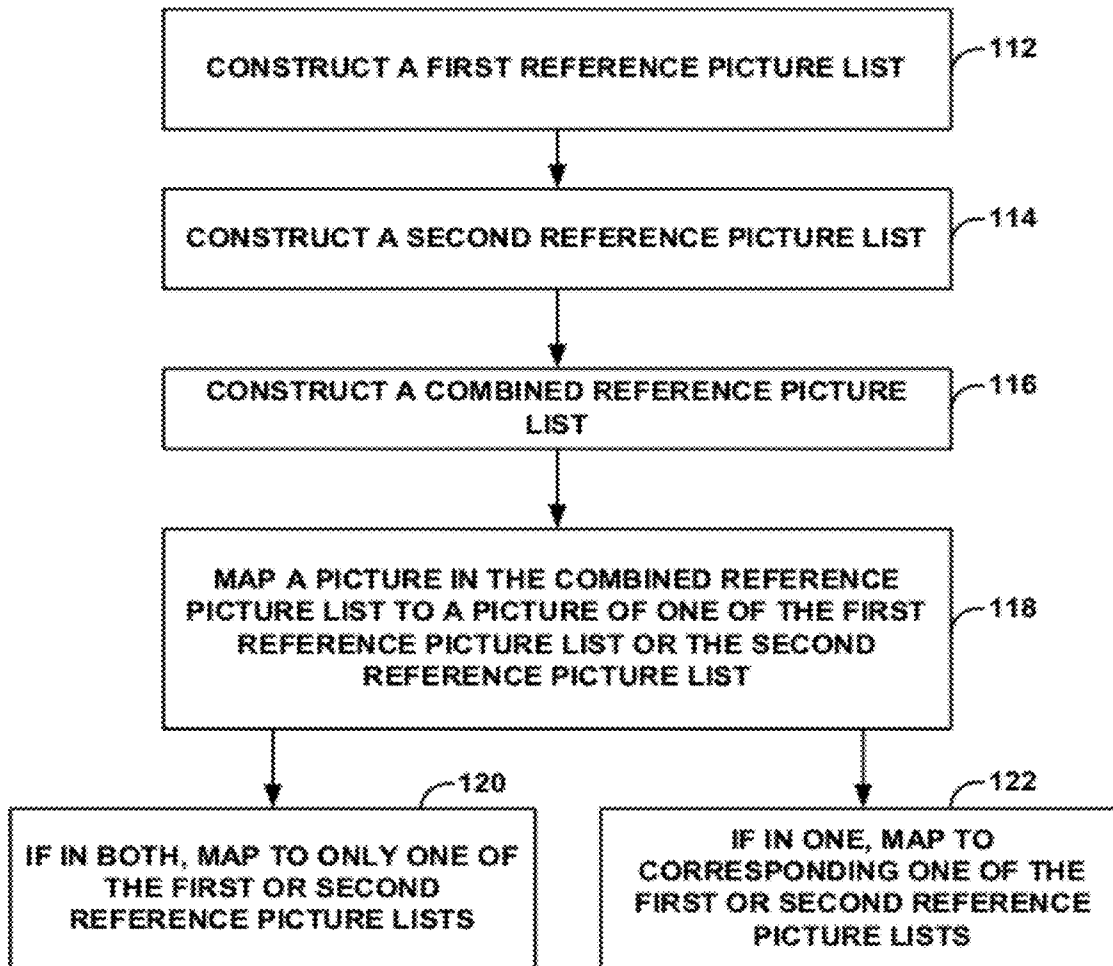 CONSTRUCT A FIRST REFERENCE PICTURE LIST
112
CONSTRUCT A SECOND REFERENCE PICTURE LIST
114
CONSTRUCT A COMBINED REFERENCE PICTURE
LIST
116
MAP A PICTURE IN THE COMBINED REFERENCE
PICTURE LIST TO A PICTURE OF ONE OF THE FIRST
REFERENCE PICTURE LIST OR THE SECOND
REFERENCE PICTURE LIST
118
120
IF IN BOTH, MAP TO ONLY ONE OF
THE FIRST OR SECOND
REFERENCE PICTURE LISTS
122
IF IN ONE, MAP TO
CORRESPONDING ONE OF THE
FIRST OR SECOND REFERENCE
PICTURE LISTS